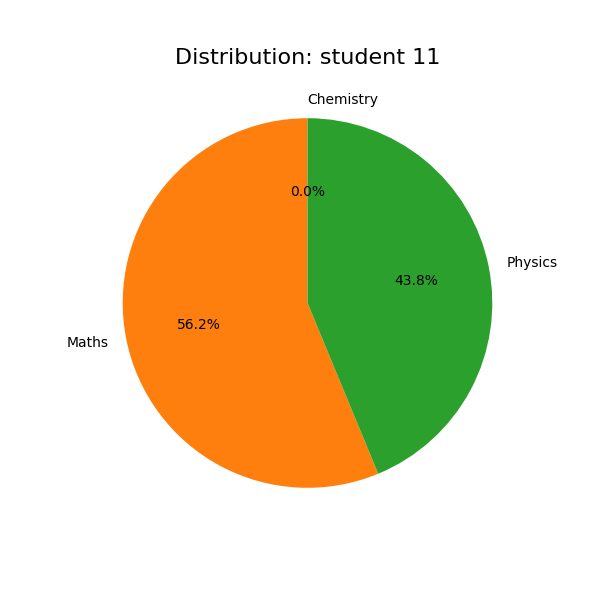 Distribution: student 11
Chemistry
0.0%
Physics
43.8%
56.2%
Maths